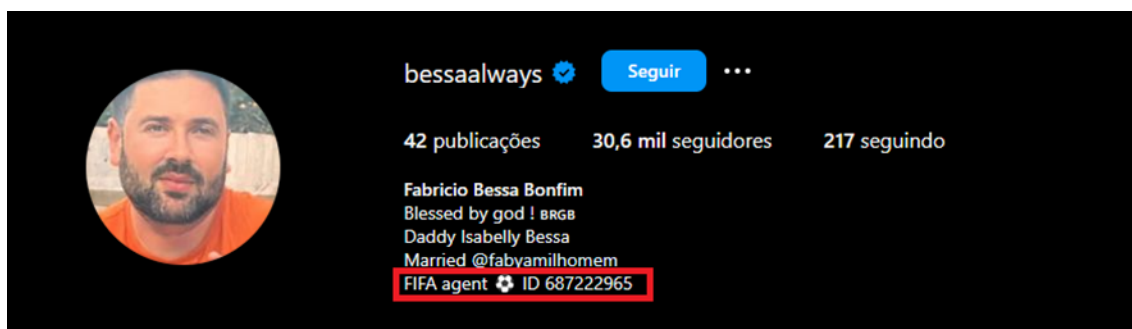 bessaalways
Seguir
42 publicações 30,6 mil seguidores 217 seguindo
Fabricio Bessa Bonfim
Blessed by god ! ʙʀɢʙ
Daddy Isabelly Bessa
Married @fabyamilhomem
FIFA agent ⚽ ID 687222965